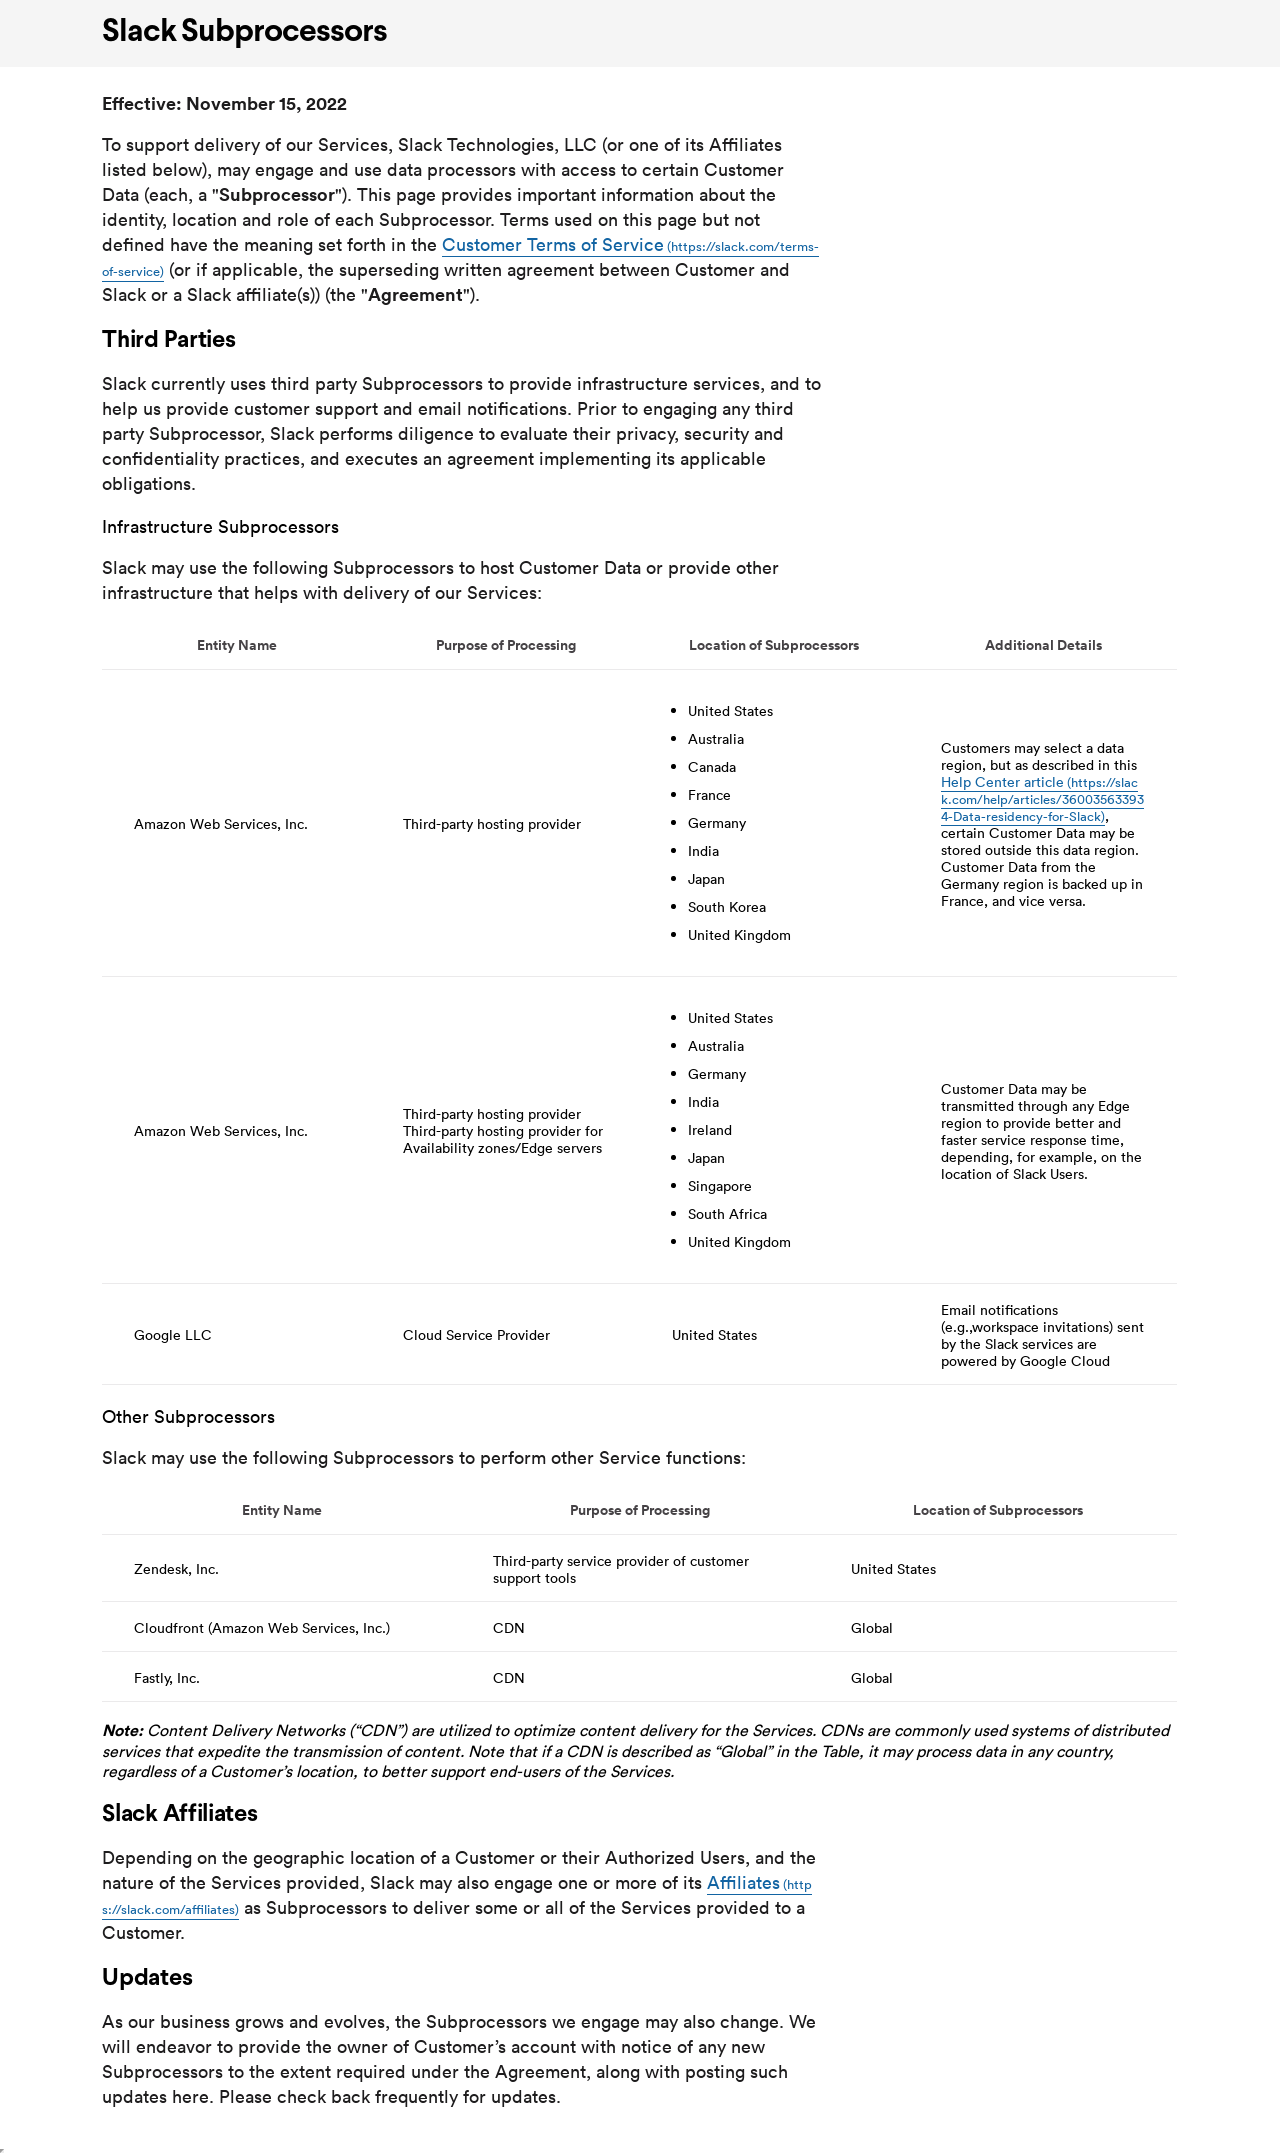 Slack Subprocessors
Effective: November 15, 2022
To support delivery of our Services, Slack Technologies, LLC (or one of its Affiliates
listed below), may engage and use data processors with access to certain Customer
Data (each, a "Subprocessor"). This page provides important information about the
identity, location and role of each Subprocessor. Terms used on this page but not
defined have the meaning set forth in the Customer Terms of Service (https://slack.com/terms-
of-service) (or if applicable, the superseding written agreement between Customer and
Slack or a Slack affiliate(s)) (the "Agreement").
Third Parties
Slack currently uses third party Subprocessors to provide infrastructure services, and to
help us provide customer support and email notifications. Prior to engaging any third
party Subprocessor, Slack performs diligence to evaluate their privacy, security and
confidentiality practices, and executes an agreement implementing its applicable
obligations.
Infrastructure Subprocessors
Slack may use the following Subprocessors to host Customer Data or provide other
infrastructure that helps with delivery of our Services:
Entity Name Purpose of Processing Location of Subprocessors Additional Details
Amazon Web Services, Inc.
Third-party hosting provider
• United States
• Australia
• Canada
• France
• Germany
• India
• Japan
• South Korea
• United Kingdom
Customers may select a data
region, but as described in this
Help Center article (https://slac
k.com/help/articles/36003563393
4-Data-residency-for-Slack),
certain Customer Data may be
stored outside this data region.
Customer Data from the
Germany region is backed up in
France, and vice versa.
Amazon Web Services, Inc.
Third-party hosting provider
Third-party hosting provider for
Availability zones/Edge servers
• United States
• Australia
• Germany
• India
• Ireland
• Japan
• Singapore
• South Africa
• United Kingdom
Customer Data may be
transmitted through any Edge
region to provide better and
faster service response time,
depending, for example, on the
location of Slack Users.
Google LLC
Cloud Service Provider
United States
Email notifications
(e.g.,workspace invitations) sent
by the Slack services are
powered by Google Cloud
Other Subprocessors
Slack may use the following Subprocessors to perform other Service functions:
Entity Name Purpose of Processing Location of Subprocessors
Zendesk, Inc.
Third-party service provider of customer
support tools
United States
Cloudfront (Amazon Web Services, Inc.) CDN Global
Fastly, Inc. CDN Global
Note: Content Delivery Networks (“CDN”) are utilized to optimize content delivery for the Services. CDNs are commonly used systems of distributed
services that expedite the transmission of content. Note that if a CDN is described as “Global” in the Table, it may process data in any country,
regardless of a Customer’s location, to better support end-users of the Services.
Slack Affiliates
Depending on the geographic location of a Customer or their Authorized Users, and the
nature of the Services provided, Slack may also engage one or more of its Affiliates (http
s://slack.com/affiliates) as Subprocessors to deliver some or all of the Services provided to a
Customer.
Updates
As our business grows and evolves, the Subprocessors we engage may also change. We
will endeavor to provide the owner of Customer’s account with notice of any new
Subprocessors to the extent required under the Agreement, along with posting such
updates here. Please check back frequently for updates.